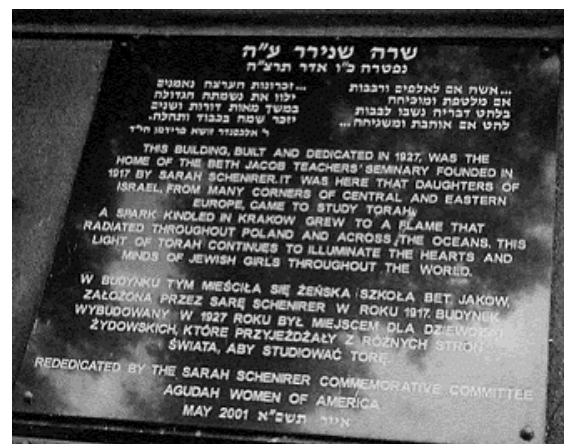 שרה שנירר ע"ה
נפטרה כ"ו אדר תרצ"ה
...אשה אם לאלפים ורבבות
אם מלטפת ומוכיחה
בלהט דבריה נשבו לבבות
להט אם אוהבת ומשגיחה...
...זכרונות הערצה נאמנים
ילוו את נשמתה הגדולה
במשך מאות דורות ושנים
יזכר שמה בכבוד ותהלה.
ר' אלכסנדר זושא פרידמן הי"ד
THIS BUILDING, BUILT AND DEDICATED IN 1927, WAS THE
HOME OF THE BETH JACOB TEACHERS' SEMINARY FOUNDED IN
1917 BY SARAH SCHENIRER. IT WAS HERE THAT DAUGHTERS OF
ISRAEL, FROM MANY CORNERS OF CENTRAL AND EASTERN
EUROPE, CAME TO STUDY TORAH.
A SPARK KINDLED IN KRAKOW GREW TO A FLAME THAT
RADIATED THROUGHOUT POLAND AND ACROSS THE OCEANS. THIS
LIGHT OF TORAH CONTINUES TO ILLUMINATE THE HEARTS AND
MINDS OF JEWISH GIRLS THROUGHOUT THE WORLD.
W BUDYNKU TYM MIEŚCIŁA SIĘ ŻEŃSKA SZKOŁA BET JAKOW,
ZAŁOŻONA PRZEZ SARĘ SCHENIRER W ROKU 1917. BUDYNEK
WYBUDOWANY W 1927 ROKU BYŁ MIEJSCEM DLA DZIEWCZĄT
ŻYDOWSKICH, KTÓRE PRZYJEŻDŻAŁY Z RÓŻNYCH STRON
ŚWIATA, ABY STUDIOWAĆ TORĘ.
REDEDICATED BY THE SARAH SCHENIRER COMMEMORATIVE COMMITTEE
AGUDAH WOMEN OF AMERICA
MAY 2001 אייר תשס"א